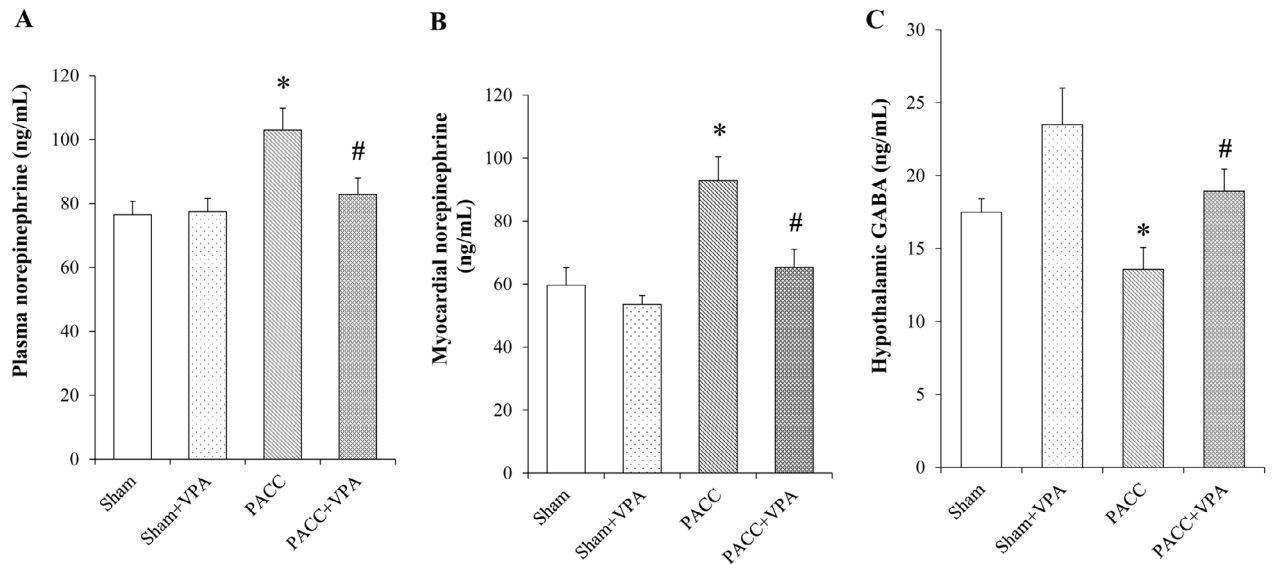 A
Plasma norepinephrine (ng/mL)
120
100
80
60
40
20
0
*
#
Sham
Sham+VPA
PACC
PACC+VPA
B
Myocardial norepinephrine
(ng/mL)
120
100
80
60
40
20
0
*
#
Sham
Sham+VPA
PACC
PACC+VPA
C
Hypothalamic GABA (ng/mL)
30
25
20
15
10
5
0
*
#
Sham
Sham+VPA
PACC
PACC+VPA